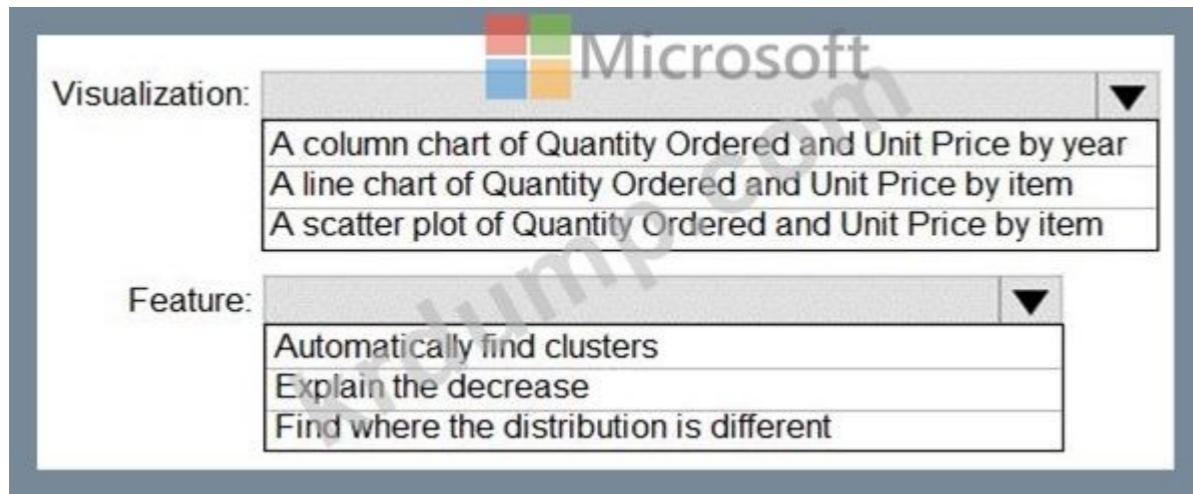 Microsoft
Visualization:
A column chart of Quantity Ordered and Unit Price by year
A line chart of Quantity Ordered and Unit Price by item
A scatter plot of Quantity Ordered and Unit Price by item
Feature:
Automatically find clusters
Explain the decrease
Find where the distribution is different
krdump.com